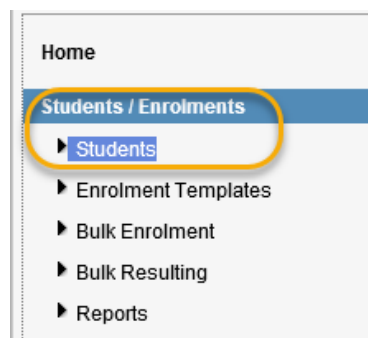 Home
Students / Enrolments
Students
Enrolment Templates
Bulk Enrolment
Bulk Resulting
Reports